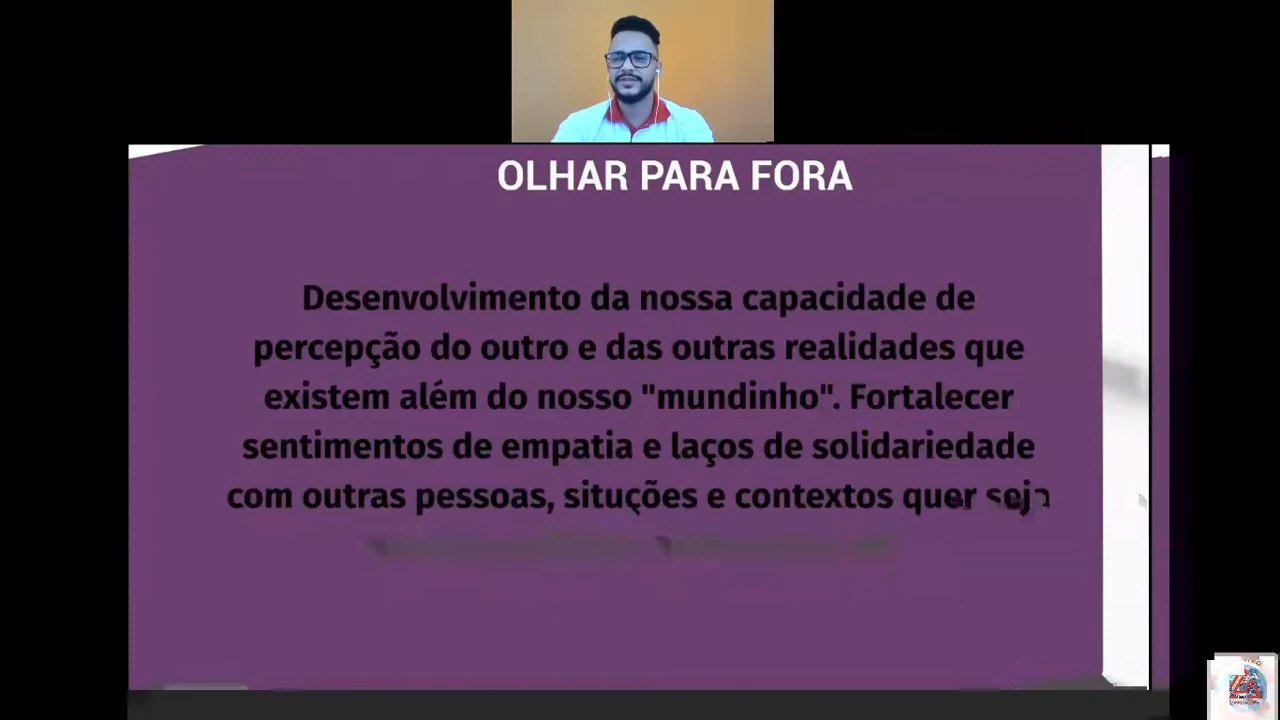 OLHAR PARA FORA
Desenvolvimento da nossa capacidade de
percepção do outro e das outras realidades que
existem além do nosso "mundinho". Fortalecer
sentimentos de empatia e laços de solidariedade
com outras pessoas, situções e contextos quer seja